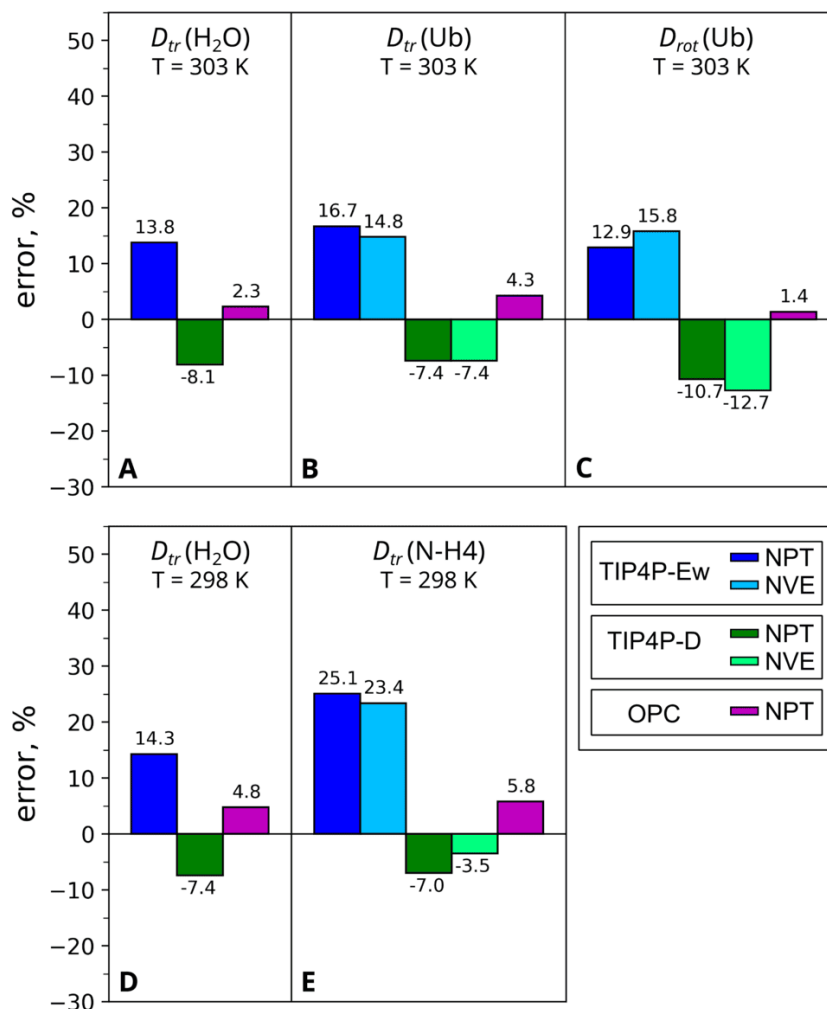 D_tr(H₂O)
T = 303 K
D_tr(Ub)
T = 303 K
D_rot(Ub)
T = 303 K
error, %
50
40
30
20
10
0
−10
−20
−30
13.8
-8.1
2.3
A
16.7
14.8
-7.4
-7.4
4.3
B
12.9
15.8
-10.7
-12.7
1.4
C
D_tr(H₂O)
T = 298 K
D_tr(N-H4)
T = 298 K
error, %
50
40
30
20
10
0
−10
−20
−30
14.3
-7.4
4.8
D
25.1
23.4
-7.0
-3.5
5.8
E
TIP4P-Ew
NPT
NVE
TIP4P-D
NPT
NVE
OPC
NPT